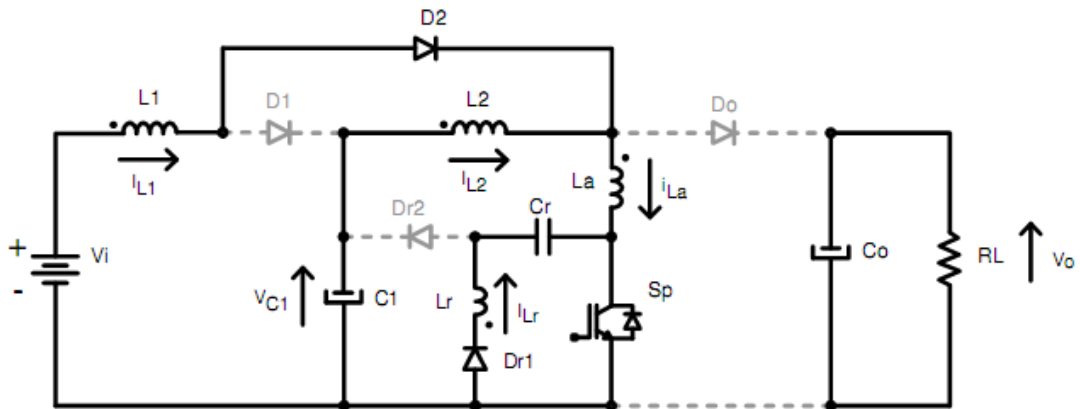 D2
L1
D1
L2
Do
IL1
IL2
La
iLa
Dr2
Cr
+
Vi
-
VC1
C1
Lr
ILr
Sp
Co
RL
Vo
Dr1